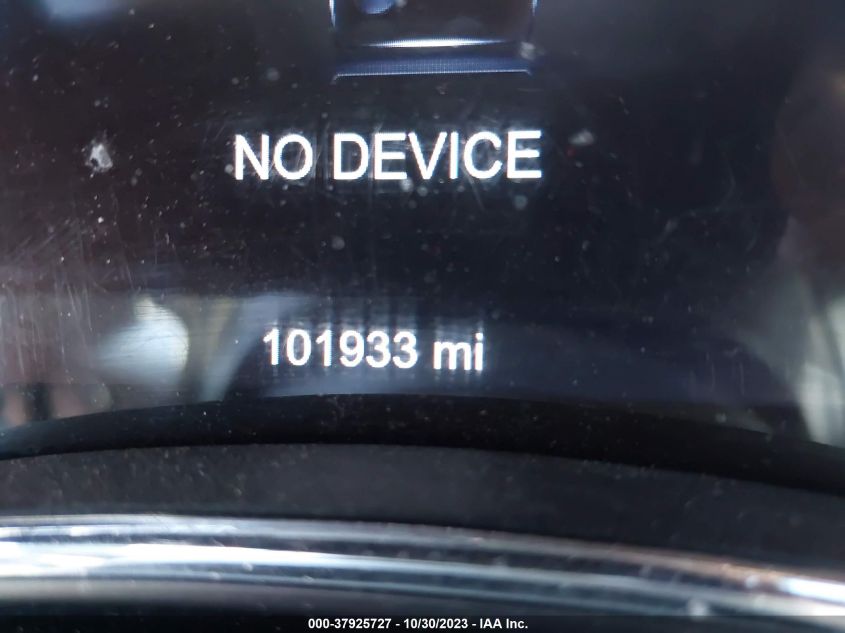 NO DEVICE
101933 mi
000-37925727 - 10/30/2023 - IAA Inc.